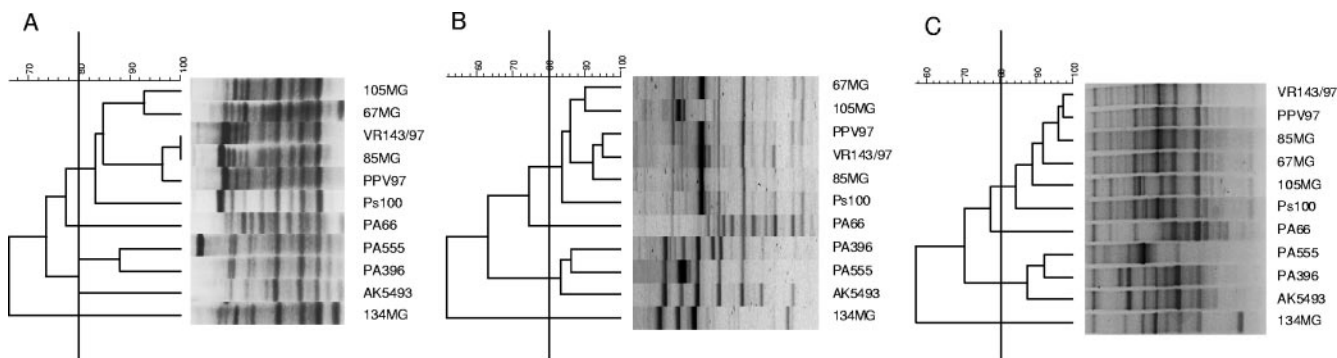 A
70 80 90 100
105MG
67MG
VR143/97
85MG
PPV97
Ps100
PA66
PA555
PA396
AK5493
134MG
B
60 70 80 90 100
67MG
105MG
PPV97
VR143/97
85MG
Ps100
PA66
PA396
PA555
AK5493
134MG
C
60 70 80 90 100
VR143/97
PPV97
85MG
67MG
105MG
Ps100
PA66
PA555
PA396
AK5493
134MG